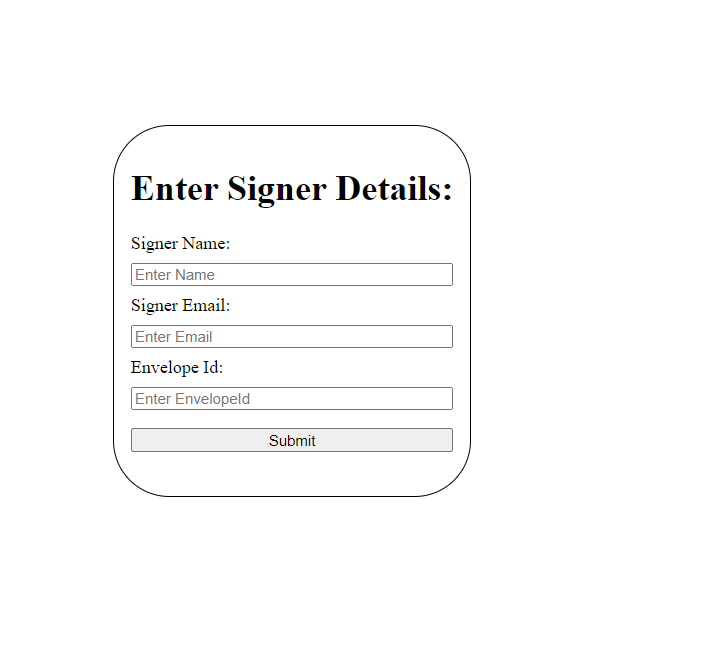 Enter Signer Details:
Signer Name:
Enter Name
Signer Email:
Enter Email
Envelope Id:
Enter EnvelopeId
Submit